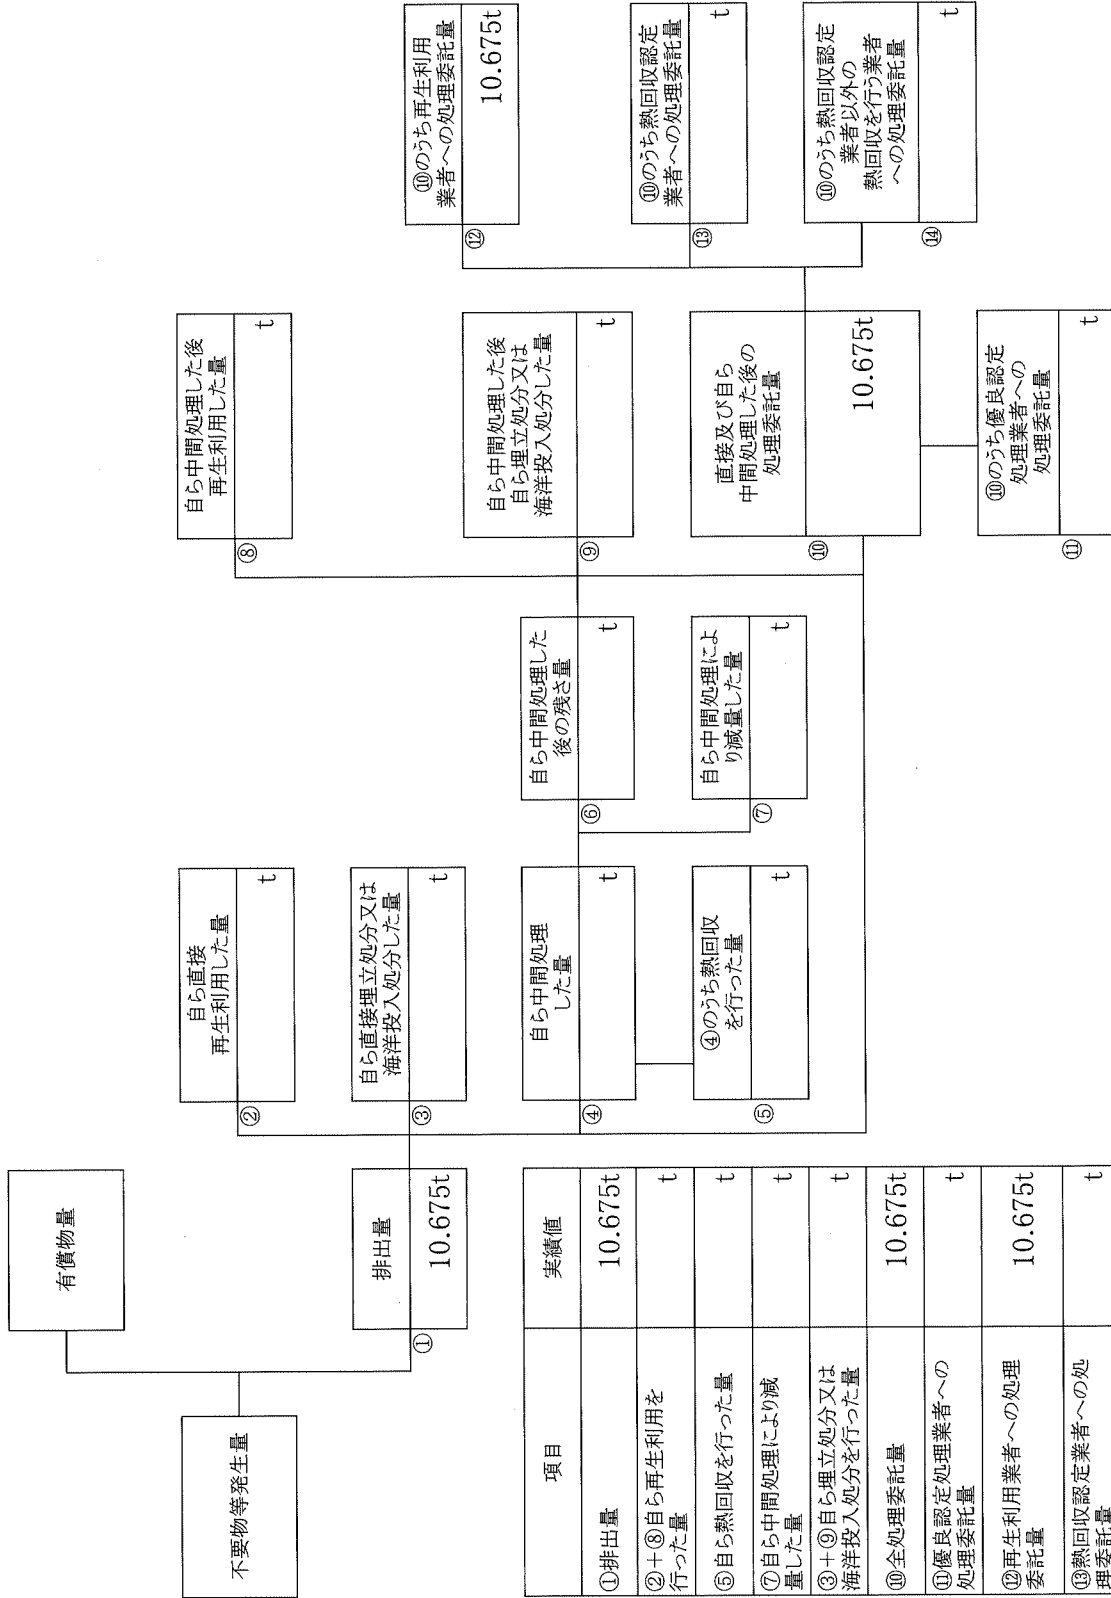 不要物等発生量
有償物量
排出量
①
10.675t
自ら直接
再生利用した量
②
t
自ら直接埋立処分又は
海洋投入処分した量
③
t
自ら中間処理
した量
④
t
④のうち熱回収
を行った量
⑤
t
自ら中間処理した
後の残さ量
⑥
t
自ら中間処理によ
り減量した量
⑦
t
自ら中間処理した後
再生利用した量
⑧
t
自ら中間処理した後
自ら埋立処分又は
海洋投入処分した量
⑨
t
直接及び自ら
中間処理した後の
処理委託量
⑩
10.675t
⑩のうち優良認定
処理業者への
処理委託量
⑪
t
⑩のうち再生利用
業者への処理委託量
⑫
10.675t
⑩のうち熱回収認定
業者への処理委託量
⑬
t
⑩のうち熱回収認定
業者以外の
熱回収を行う業者
への処理委託量
⑭
t
項目
実績値
①排出量
10.675t
②+⑧自ら再生利用を
行った量
t
⑤自ら熱回収を行った量
t
⑦自ら中間処理により減
量した量
t
③+⑨自ら埋立処分又は
海洋投入処分を行った量
t
⑩全処理委託量
10.675t
⑪優良認定処理業者への
処理委託量
t
⑫再生利用業者への処理
委託量
10.675t
⑬熱回収認定業者への処
理委託量
t